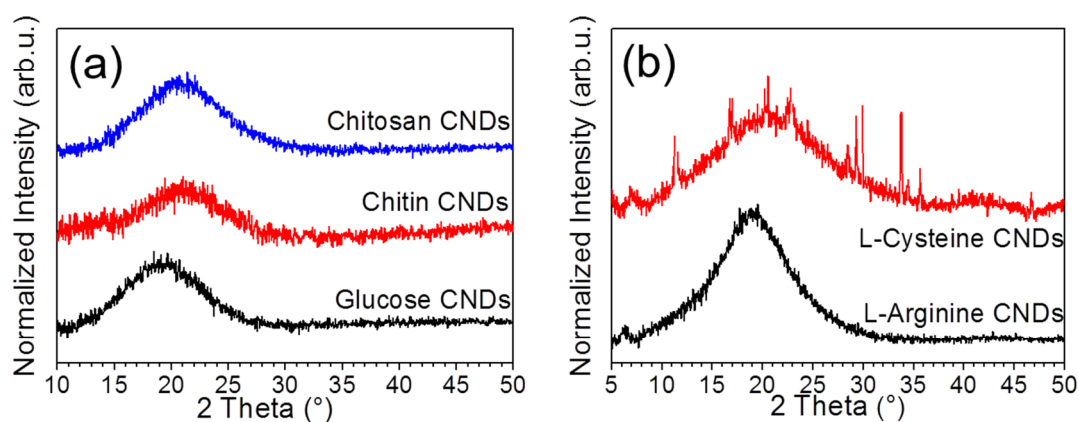 (a)
Normalized Intensity (arb.u.)
Chitosan CNDs
Chitin CNDs
Glucose CNDs
10 15 20 25 30 35 40 45 50
2 Theta (°)
(b)
Normalized Intensity (arb.u.)
L-Cysteine CNDs
L-Arginine CNDs
5 10 15 20 25 30 35 40 45 50
2 Theta (°)